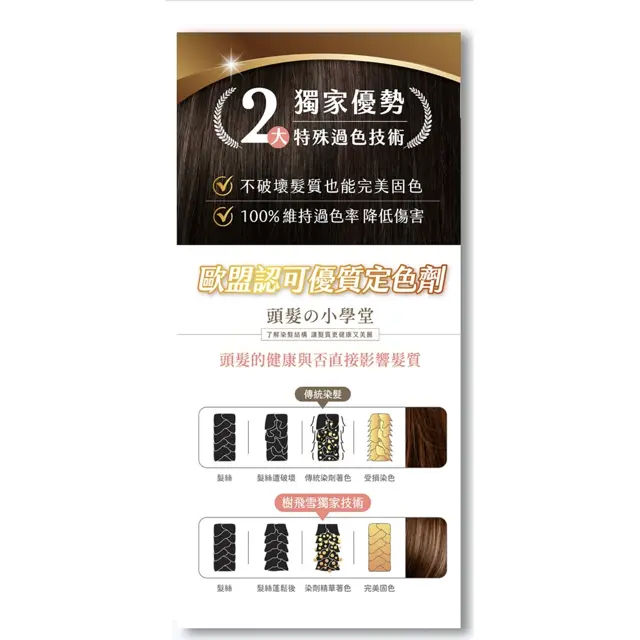 2大
獨家優勢
特殊過色技術
不破壞髮質也能完美固色
100%維持過色率 降低傷害
歐盟認可優質定色劑
頭髮の小學堂
了解染髮結構 讓髮質更健康又美麗
頭髮的健康與否直接影響髮質
傳統染髮
髮絲 髮絲遭破壞 傳統染劑著色 受損染色
樹飛雪獨家技術
髮絲 髮絲蓬鬆後 染劑精華著色 完美固色